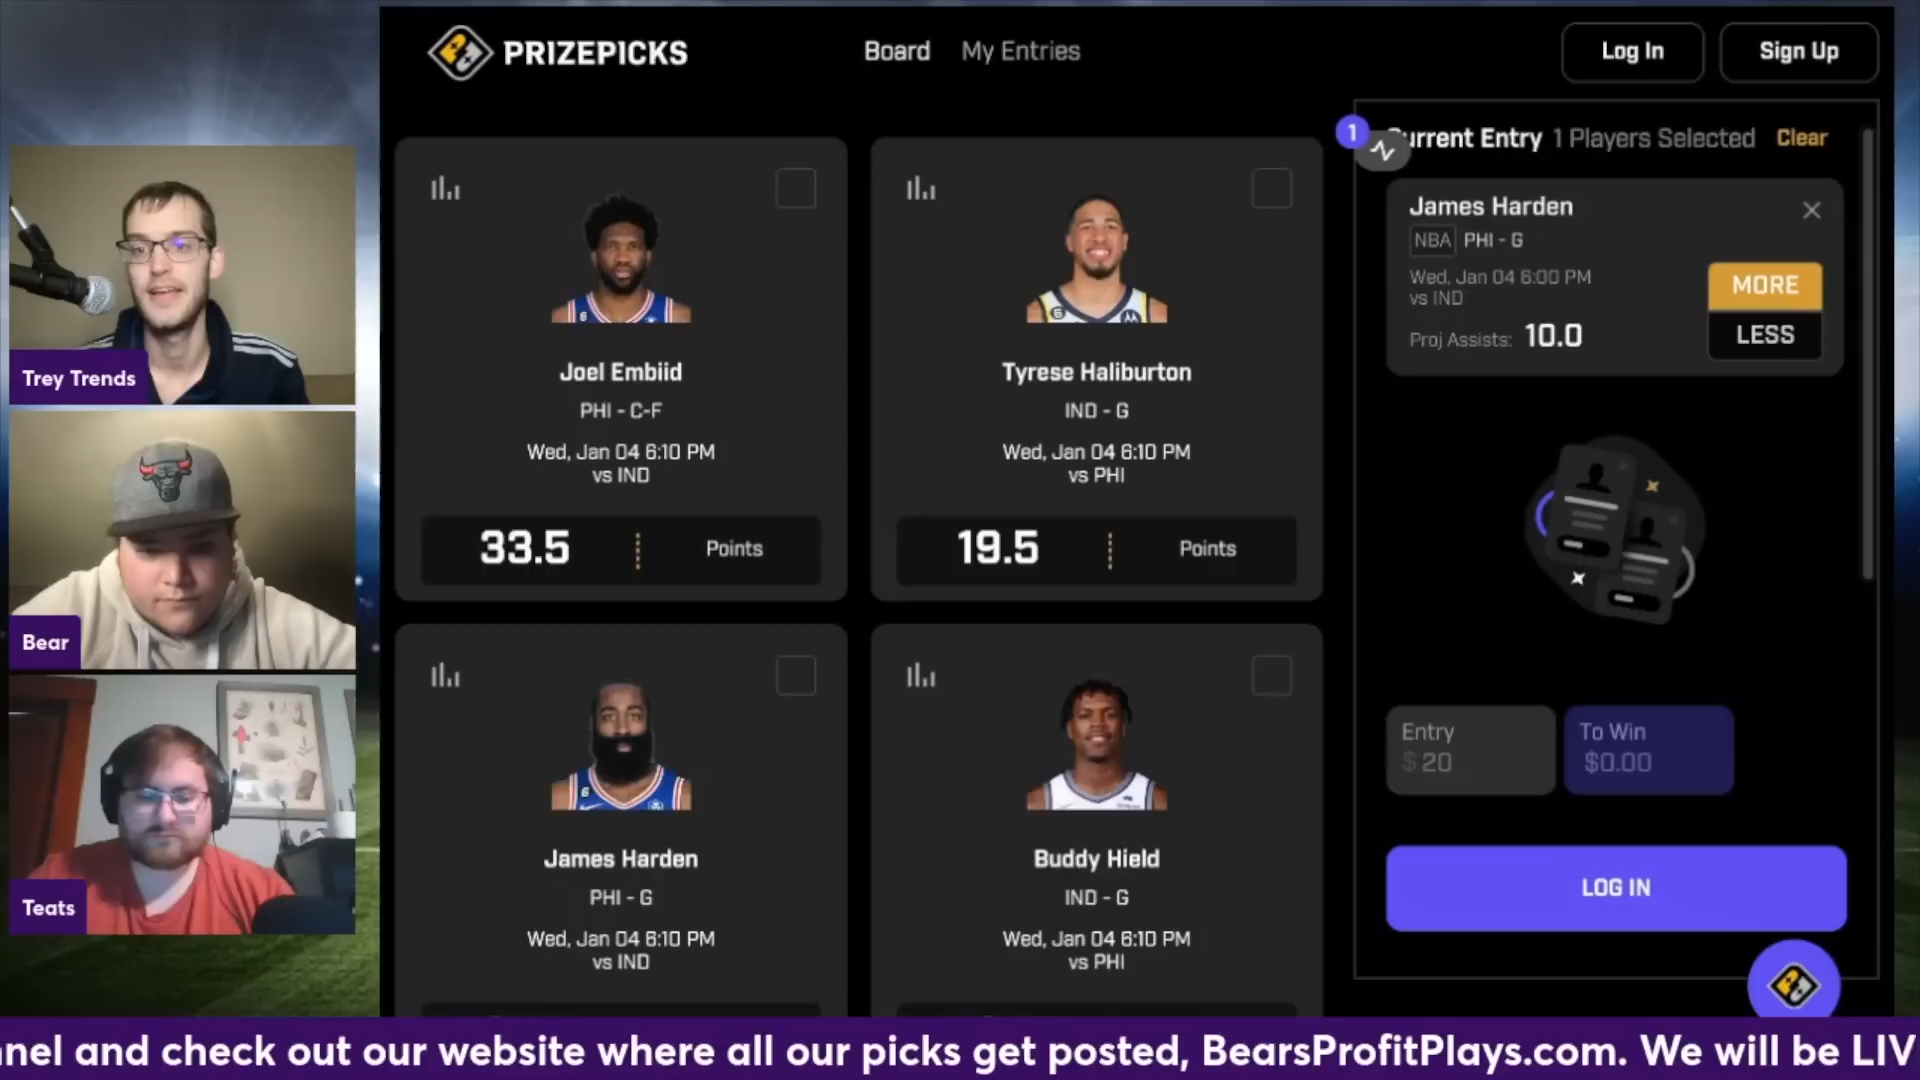 PRIZEPICKS
Board
My Entries
Log In
Sign Up
Trey Trends
Bear
Teats
Joel Embiid
PHI - C-F
Wed, Jan 04 6:10 PM
vs IND
33.5
Points
Tyrese Haliburton
IND - G
Wed, Jan 04 6:10 PM
vs PHI
19.5
Points
James Harden
PHI - G
Wed, Jan 04 6:10 PM
vs IND
Buddy Hield
IND - G
Wed, Jan 04 6:10 PM
vs PHI
1
urrent Entry 1 Players Selected Clear
James Harden
NBA PHI - G
Wed, Jan 04 6:00 PM
vs IND
Proj Assists: 10.0
MORE
LESS
Entry
$ 20
To Win
$0.00
LOG IN
nnel and check out our website where all our picks get posted, BearsProfitPlays.com. We will be LIV